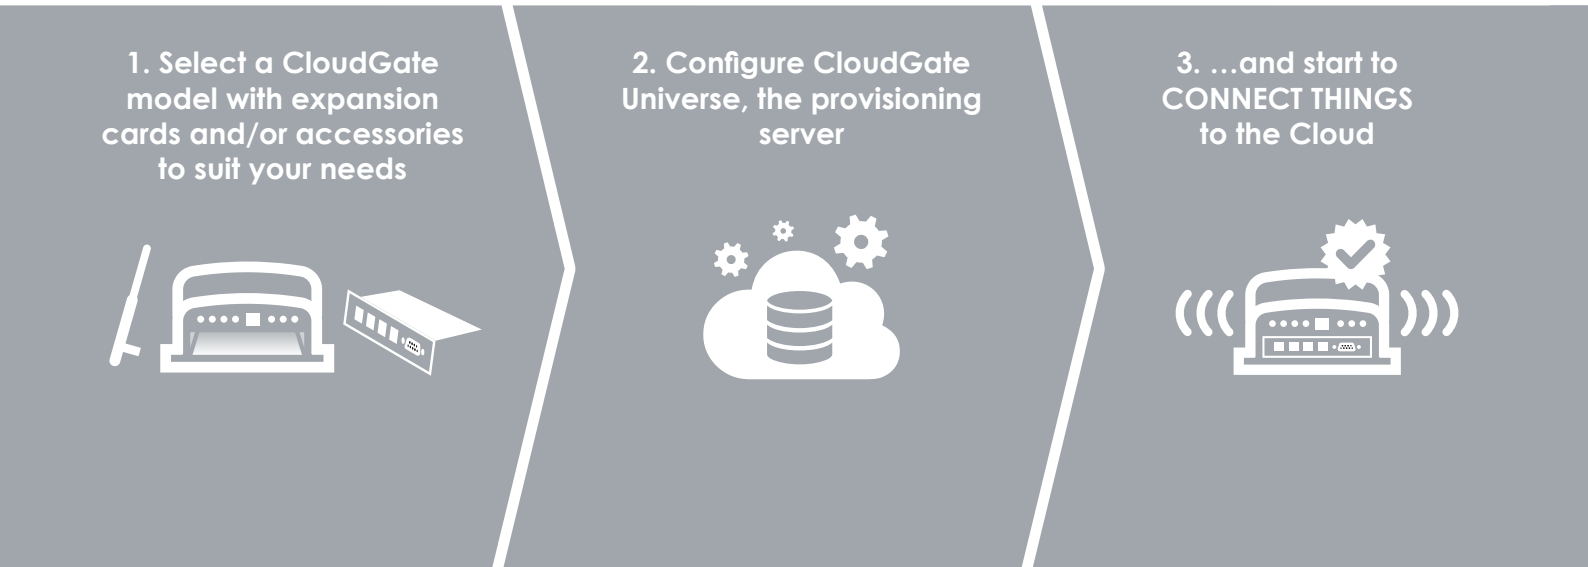 1. Select a CloudGate
model with expansion
cards and/or accessories
to suit your needs
2. Configure CloudGate
Universe, the provisioning
server
3. ...and start to
CONNECT THINGS
to the Cloud